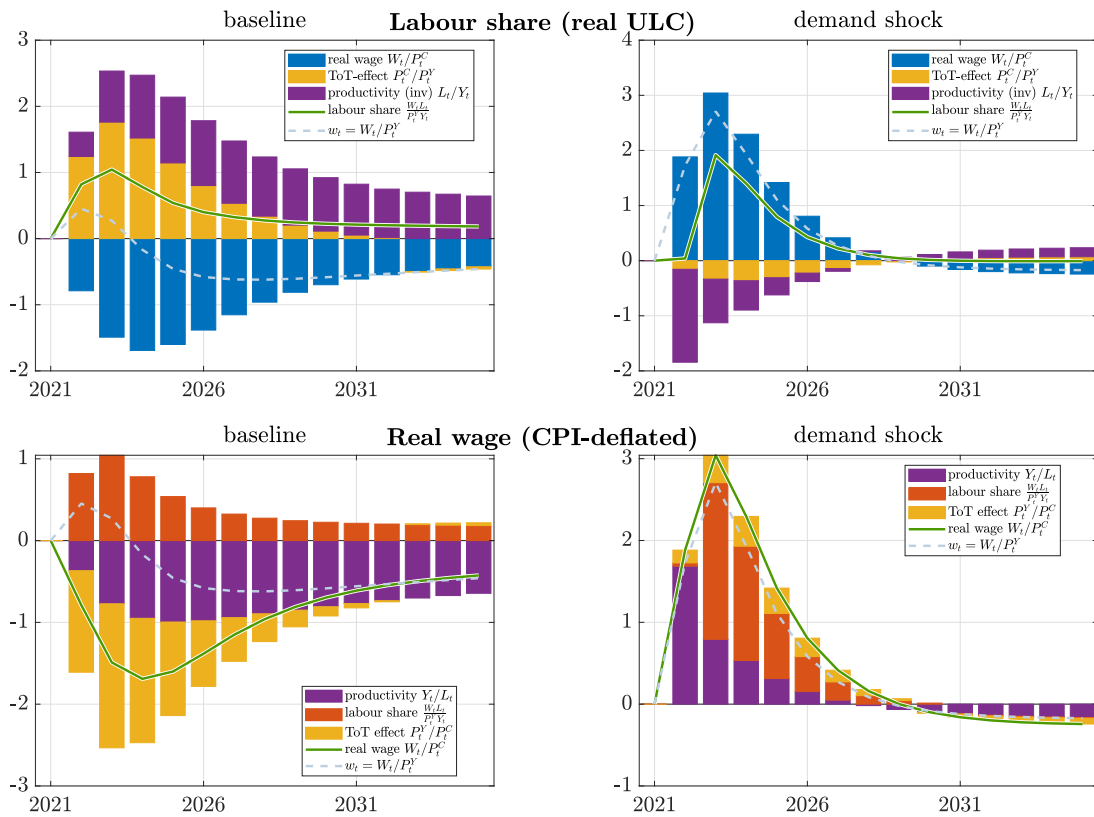 Labour share (real ULC)
baseline
demand shock
3
2
1
0
-1
-2
2021
2026
2031
real wage W_t/P_t^C
ToT-effect P_t^C/P_t^Y
productivity (inv) L_t/Y_t
labour share W_tL_t/P_t^YY_t
w_t = W_t/P_t^Y
4
3
2
1
0
-1
-2
2021
2026
2031
real wage W_t/P_t^C
ToT-effect P_t^C/P_t^Y
productivity (inv) L_t/Y_t
labour share W_tL_t/P_t^YY_t
w_t = W_t/P_t^Y
Real wage (CPI-deflated)
baseline
demand shock
1
0
-1
-2
-3
2021
2026
2031
productivity Y_t/L_t
labour share W_tL_t/P_t^YY_t
ToT effect P_t^Y/P_t^C
real wage W_t/P_t^C
w_t = W_t/P_t^Y
3
2
1
0
-1
2021
2026
2031
productivity Y_t/L_t
labour share W_tL_t/P_t^YY_t
ToT effect P_t^Y/P_t^C
real wage W_t/P_t^C
w_t = W_t/P_t^Y